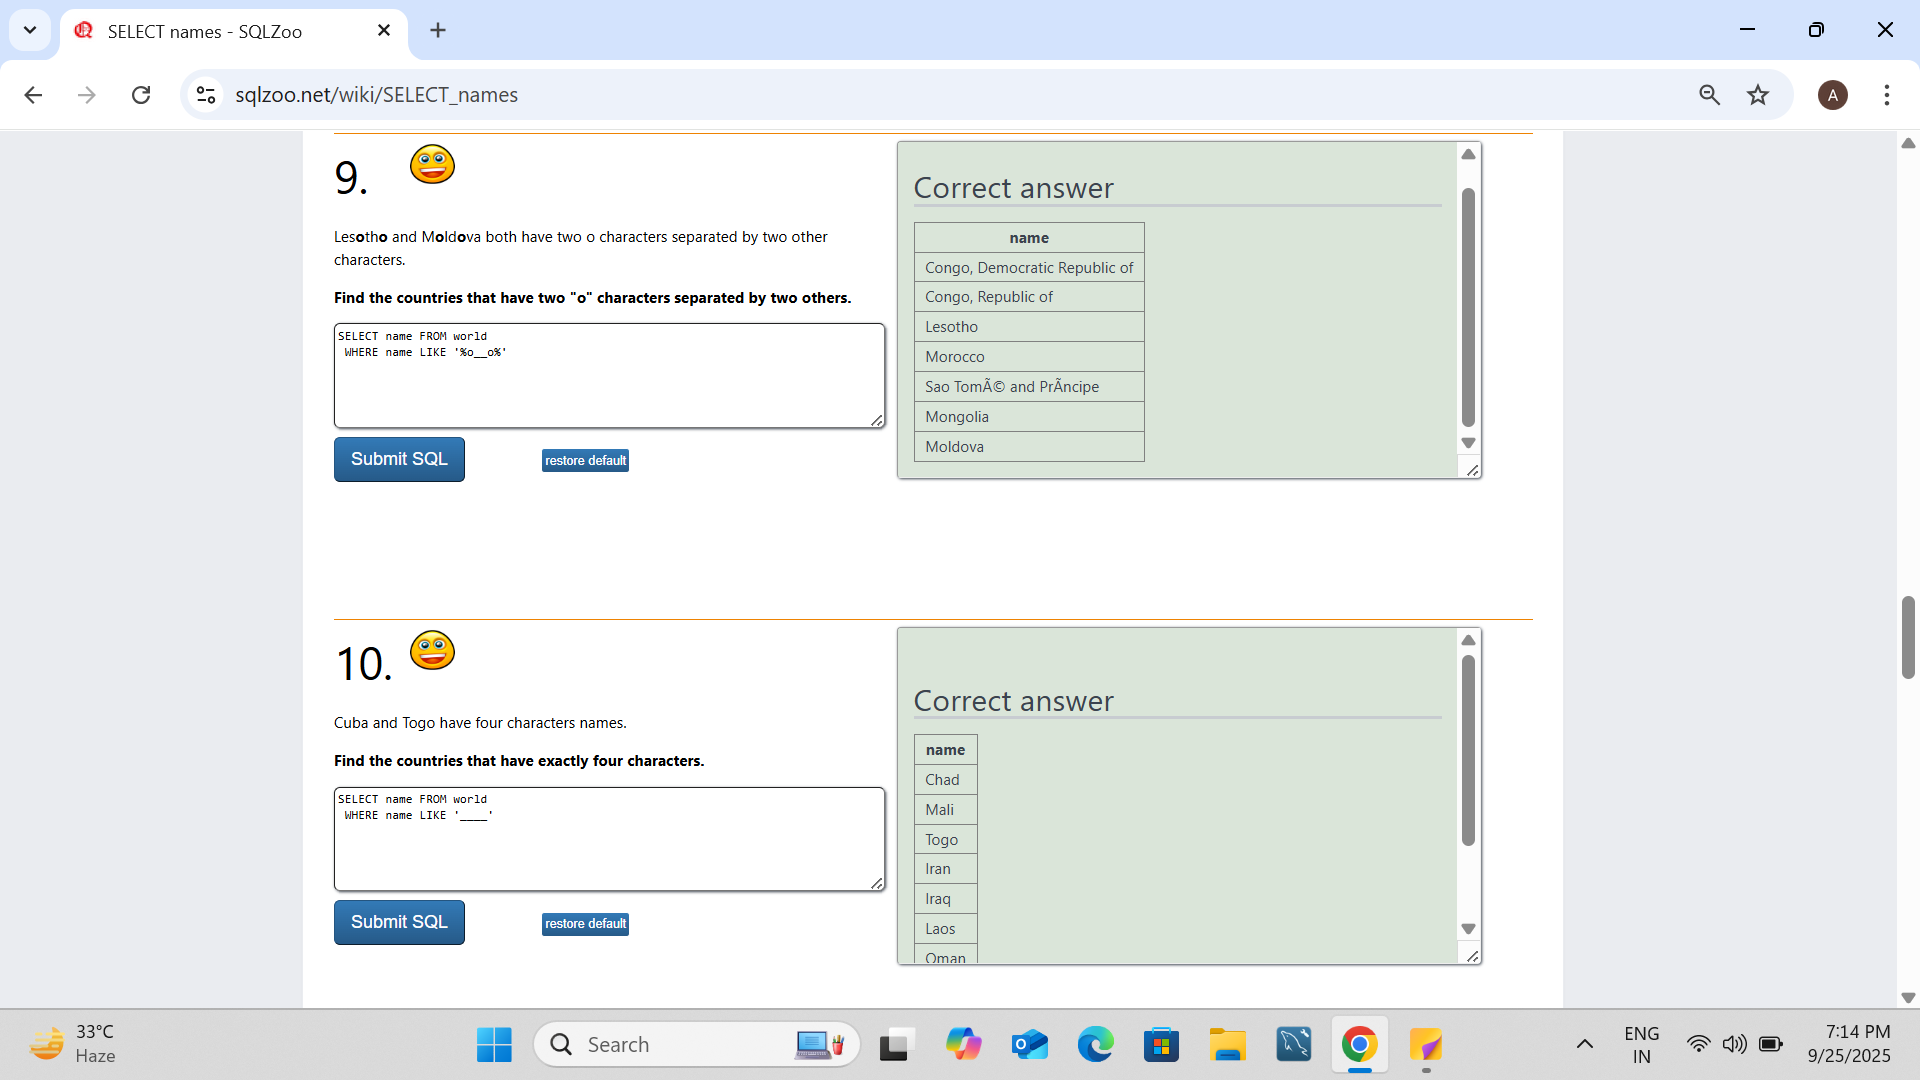 SELECT names - SQLZoo
sqlzoo.net/wiki/SELECT_names
A
9.
Lesotho and Moldova both have two o characters separated by two other
characters.
Find the countries that have two "o" characters separated by two others.
SELECT name FROM world
WHERE name LIKE '%o__o%'
Submit SQL
restore default
Correct answer
name
Congo, Democratic Republic of
Congo, Republic of
Lesotho
Morocco
Sao TomÃ© and PrÃncipe
Mongolia
Moldova
10.
Cuba and Togo have four characters names.
Find the countries that have exactly four characters.
SELECT name FROM world
WHERE name LIKE '____'
Submit SQL
restore default
Correct answer
name
Chad
Mali
Togo
Iran
Iraq
Laos
Oman
33°C
Haze
Search
ENG
IN
7:14 PM
9/25/2025